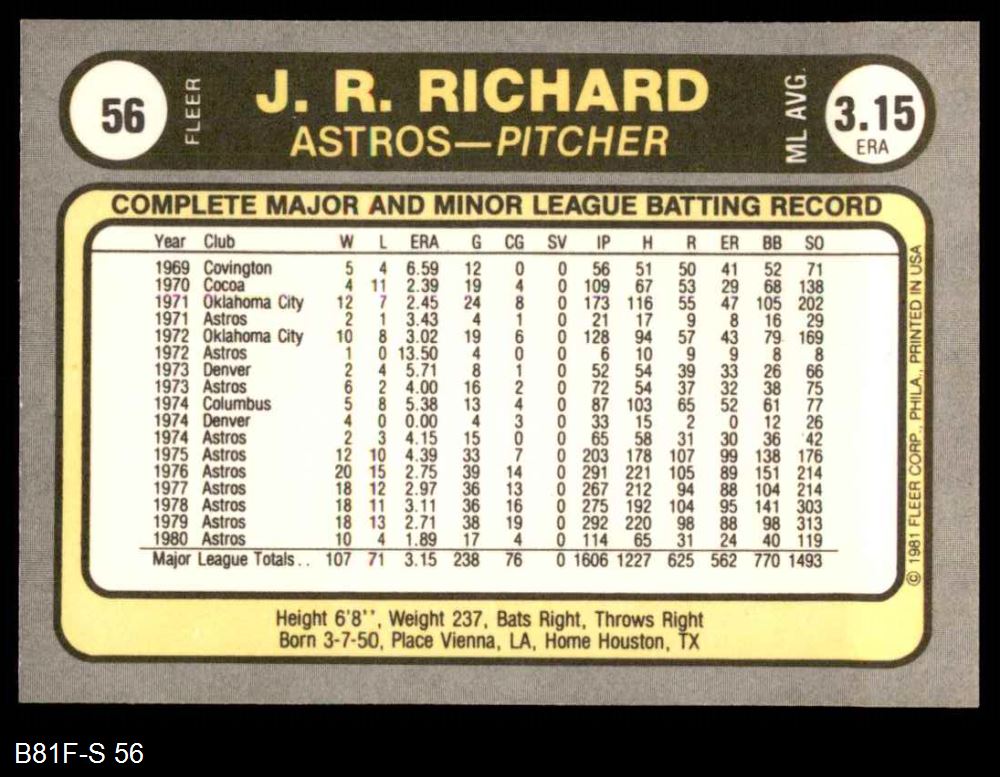 56 FLEER J. R. RICHARD ML AVG. 3.15 ERA
ASTROS—PITCHER
COMPLETE MAJOR AND MINOR LEAGUE BATTING RECORD
Year Club W L ERA G CG SV IP H R ER BB SO
1969 Covington 5 4 6.59 12 0 0 56 51 50 41 52 71
1970 Cocoa 4 11 2.39 19 4 0 109 67 53 29 68 138
1971 Oklahoma City 12 7 2.45 24 8 0 173 116 55 47 105 202
1971 Astros 2 1 3.43 4 1 0 21 17 9 8 16 29
1972 Oklahoma City 10 8 3.02 19 6 0 128 94 57 43 79 169
1972 Astros 1 0 13.50 4 0 0 6 10 9 9 8 8
1973 Denver 2 4 5.71 8 1 0 52 54 39 33 26 66
1973 Astros 6 2 4.00 16 2 0 72 54 37 32 38 75
1974 Columbus 5 8 5.38 13 4 0 87 103 65 52 61 77
1974 Denver 4 0 0.00 4 3 0 33 15 2 0 12 26
1974 Astros 2 3 4.15 15 0 0 65 58 31 30 36 42
1975 Astros 12 10 4.39 33 7 0 203 178 107 99 138 176
1976 Astros 20 15 2.75 39 14 0 291 221 105 89 151 214
1977 Astros 18 12 2.97 36 13 0 267 212 94 88 104 214
1978 Astros 18 11 3.11 36 16 0 275 192 104 95 141 303
1979 Astros 18 13 2.71 38 19 0 292 220 98 88 98 313
1980 Astros 10 4 1.89 17 4 0 114 65 31 24 40 119
Major League Totals.. 107 71 3.15 238 76 0 1606 1227 625 562 770 1493
Height 6'8'', Weight 237, Bats Right, Throws Right
Born 3-7-50, Place Vienna, LA, Home Houston, TX
© 1981 FLEER CORP., PHILA., PRINTED IN USA
B81F-S 56